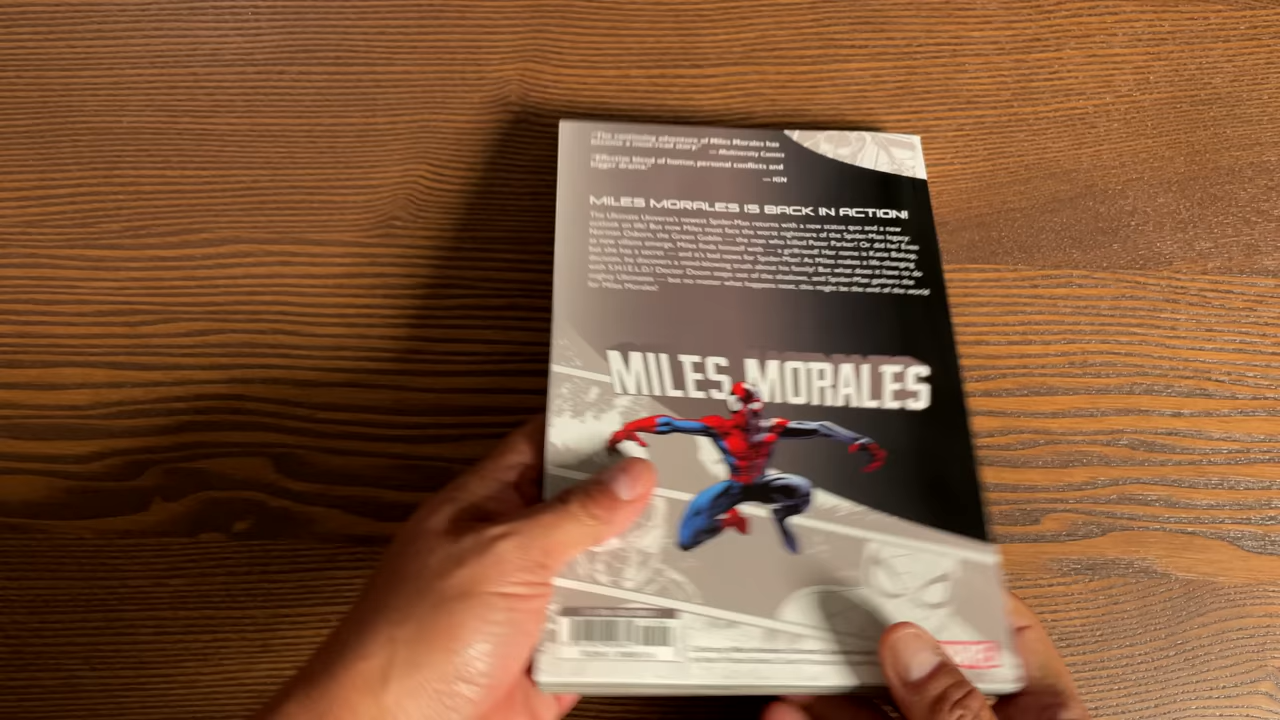 "The continuing adventure of Miles Morales has
become a must-read story."
— Multiversity Comics
"Effective blend of humor, personal conflicts and
bigger drama."
— IGN
MILES MORALES IS BACK IN ACTION!
The Ultimate Universe's newest Spider-Man returns with a new status quo and a new
outlook on life! But now Miles must face the worst nightmare of the Spider-Man legacy:
Norman Osborn, the Green Goblin — the man who killed Peter Parker! Or did he? Even
as new villains emerge, Miles finds himself with — a girlfriend! Her name is Katie Bishop,
but she has a secret — and it's bad news for Spider-Man! As Miles makes a life-changing
decision, he discovers a mind-blowing truth about his family! But what does it have to do
with S.H.I.E.L.D.? Doctor Doom steps out of the shadows, and Spider-Man gathers the
mighty Ultimates — but no matter what happens next, this might be the end of the world
for Miles Morales!
MILES MORALES
MARVEL